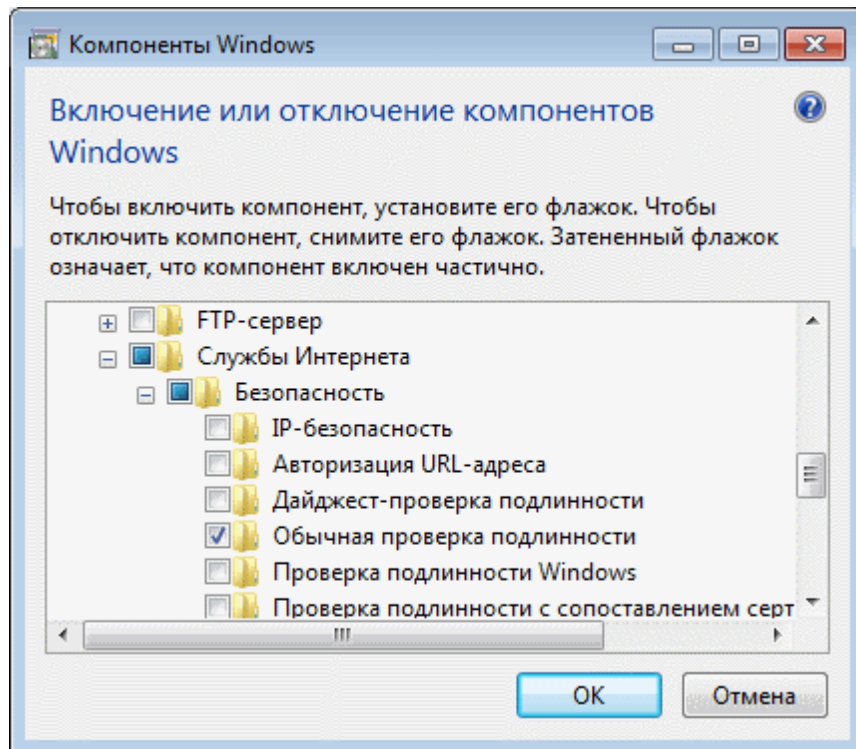 Компоненты Windows
Включение или отключение компонентов
Windows
Чтобы включить компонент, установите его флажок. Чтобы
отключить компонент, снимите его флажок. Затененный флажок
означает, что компонент включен частично.
FTP-сервер
Службы Интернета
Безопасность
IP-безопасность
Авторизация URL-адреса
Дайджест-проверка подлинности
Обычная проверка подлинности
Проверка подлинности Windows
Проверка подлинности с сопоставлением серт
ОК
Отмена